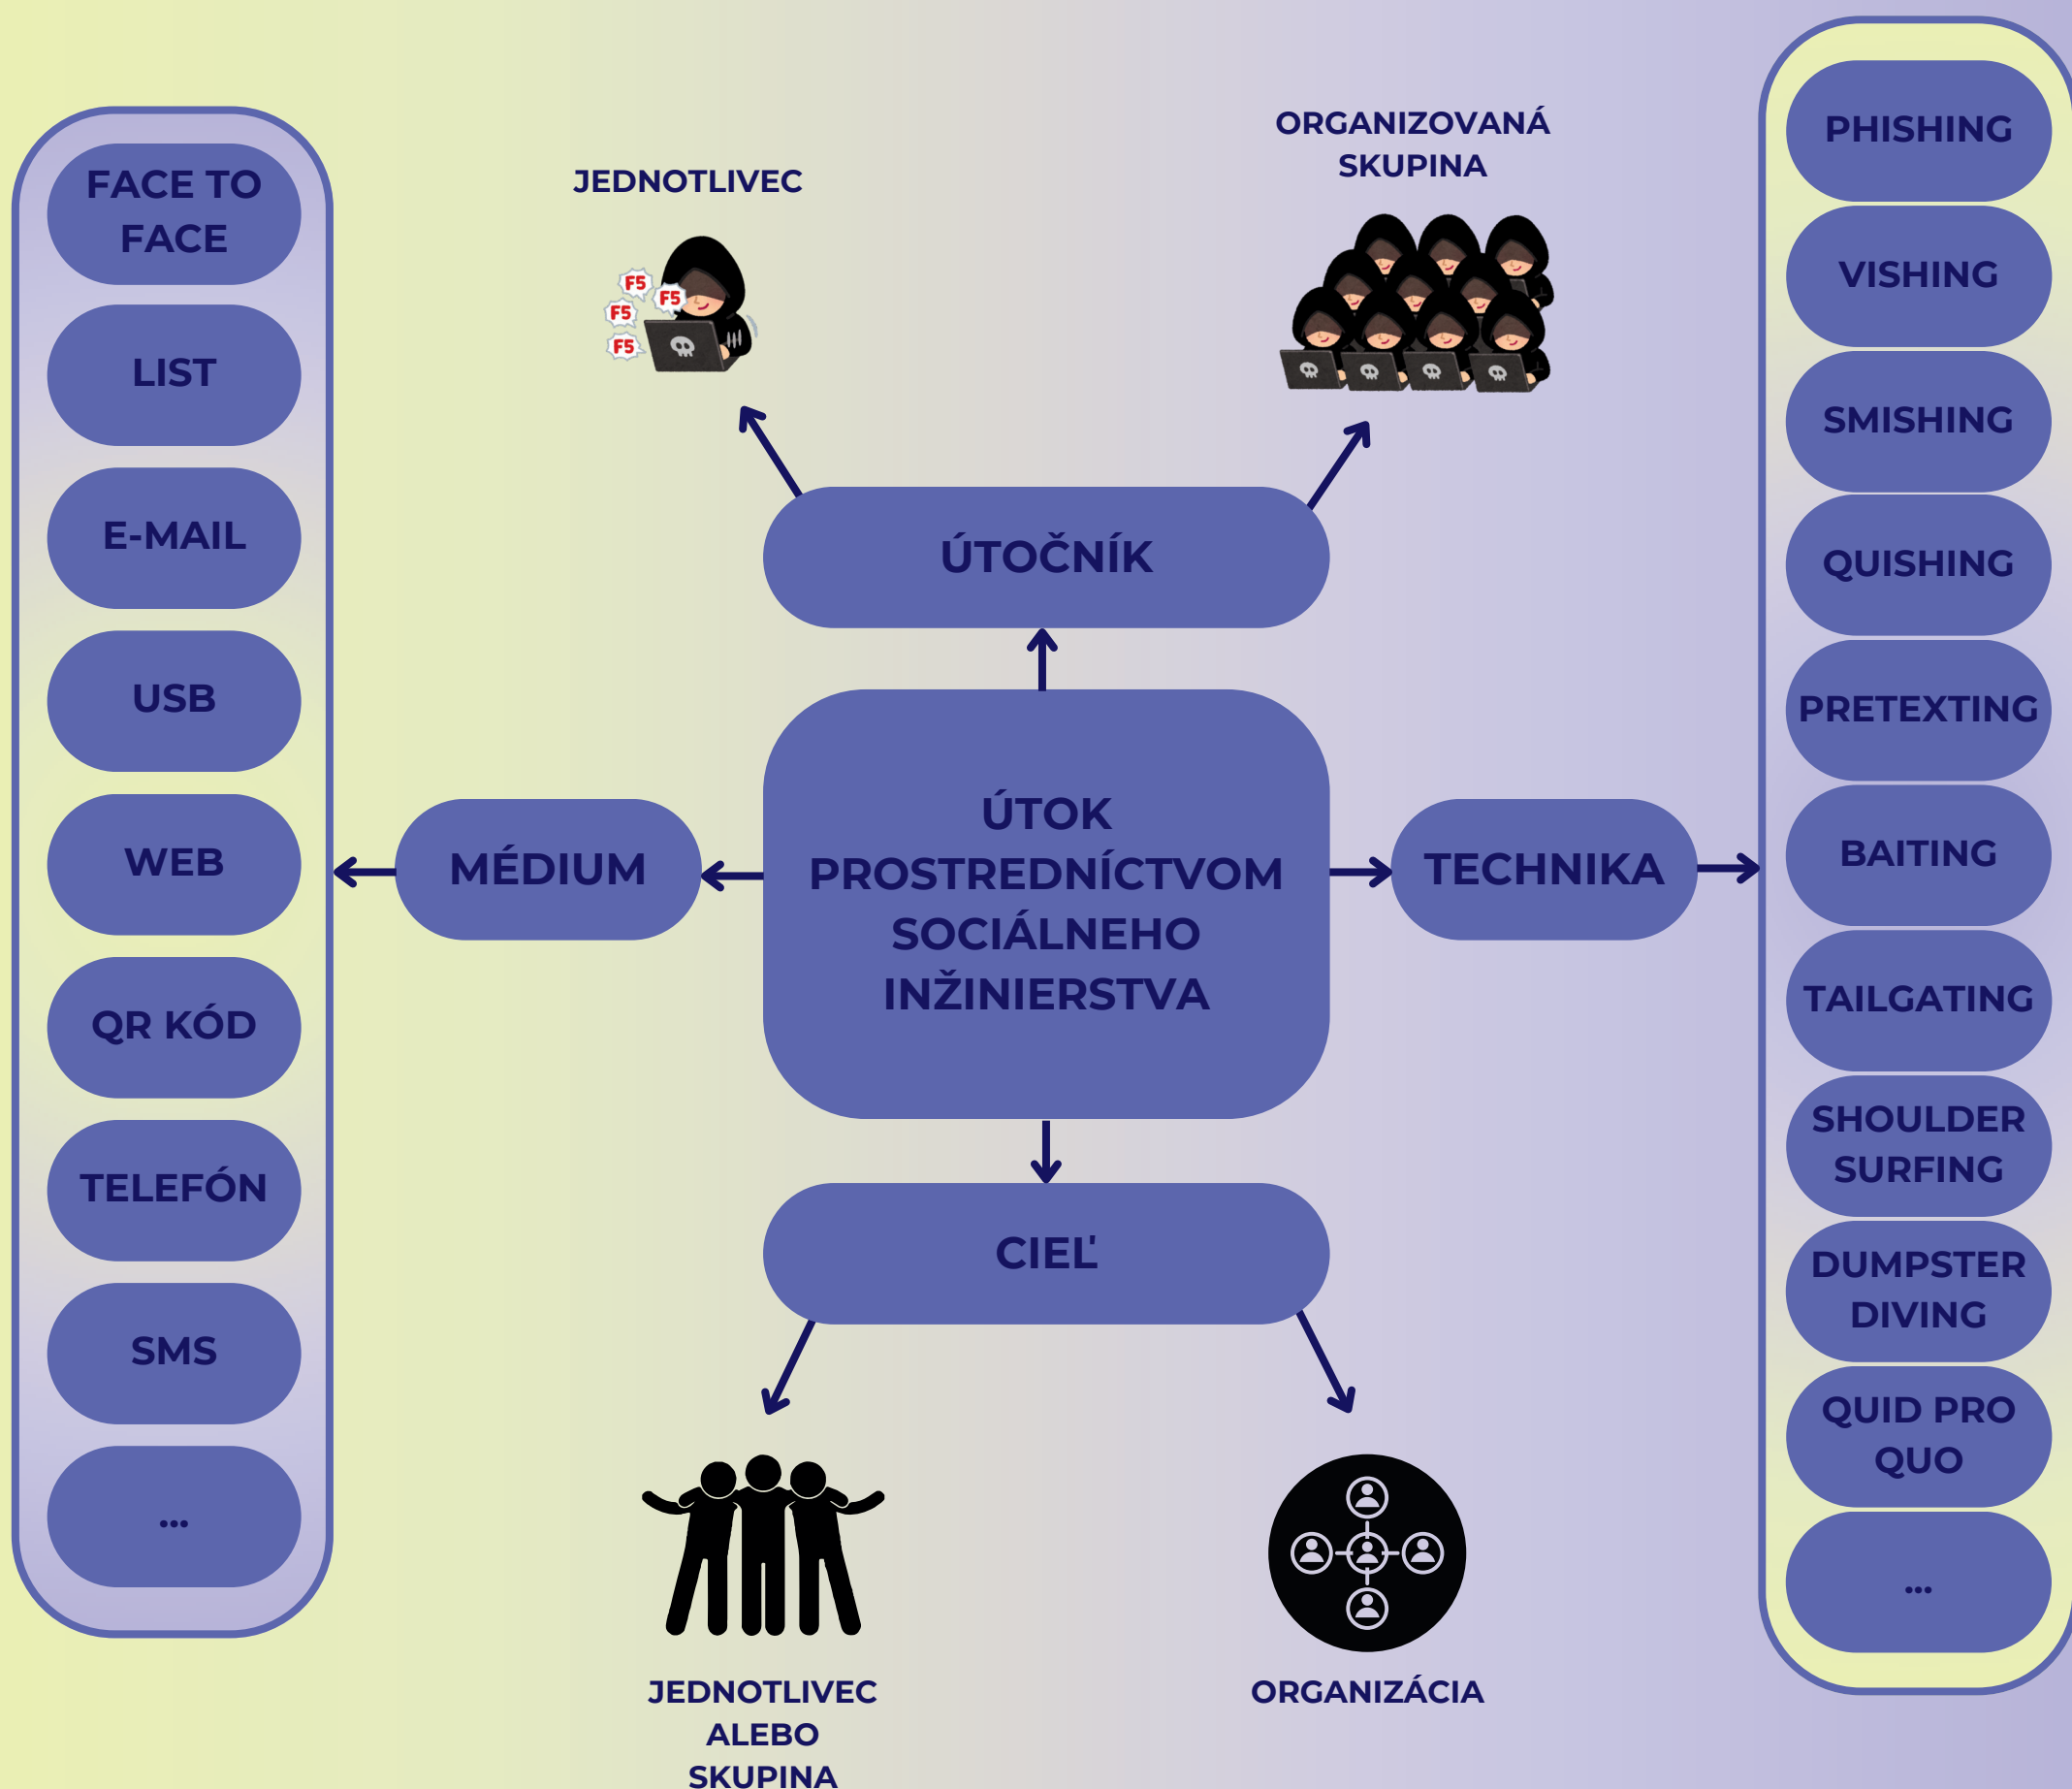 FACE TO
FACE
LIST
E-MAIL
USB
WEB
QR KÓD
TELEFÓN
SMS
...
JEDNOTLIVEC
F5
F5
F5
F5
ORGANIZOVANÁ
SKUPINA
ÚTOČNÍK
MÉDIUM
ÚTOK
PROSTREDNÍCTVOM
SOCIÁLNEHO
INŽINIERSTVA
TECHNIKA
CIEĽ
JEDNOTLIVEC
ALEBO
SKUPINA
ORGANIZÁCIA
PHISHING
VISHING
SMISHING
QUISHING
PRETEXTING
BAITING
TAILGATING
SHOULDER
SURFING
DUMPSTER
DIVING
QUID PRO
QUO
...